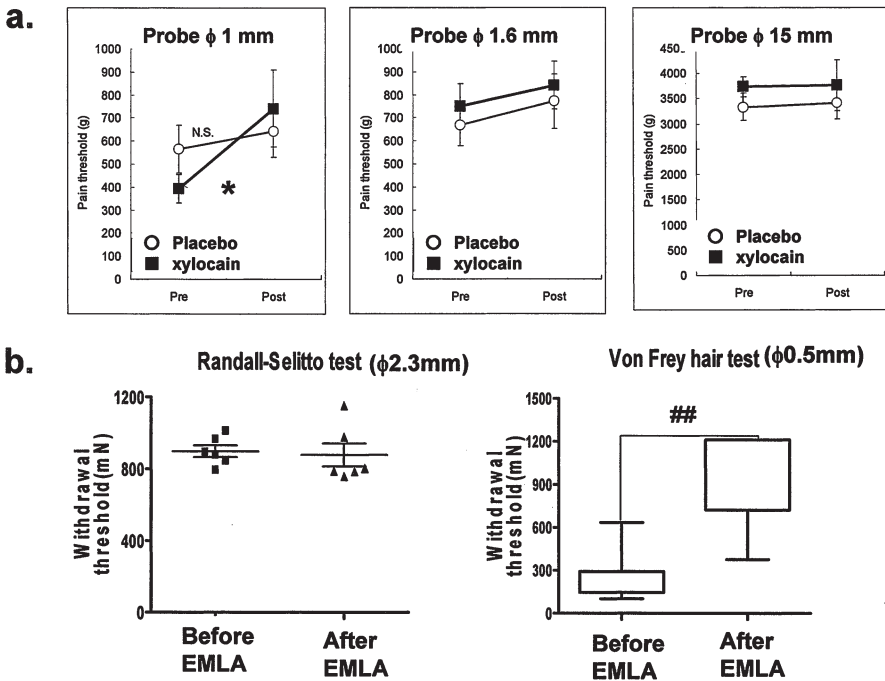 a.
Probe ϕ 1 mm
Pain threshold (g)
1000
900
800
700
600
500
400
300
200
100
0
N.S.
*
Placebo
xylocain
Pre
Post
Probe ϕ 1.6 mm
Pain threshold (g)
100
900
800
700
600
500
400
300
200
100
0
Placebo
xylocain
Pre
Post
Probe ϕ 15 mm
Pain threshold (g)
450
4000
3500
3000
2500
2000
1500
1000
500
0
Placebo
xylocain
Pre
Post
b.
Randall-Selitto test (ϕ2.3mm)
Withdrawal
threshold(mN)
1200
800
400
0
Before
EMLA
After
EMLA
Von Frey hair test (ϕ0.5mm)
Withdrawal
threshold(mN)
1500
1200
900
600
300
0
##
Before
EMLA
After
EMLA